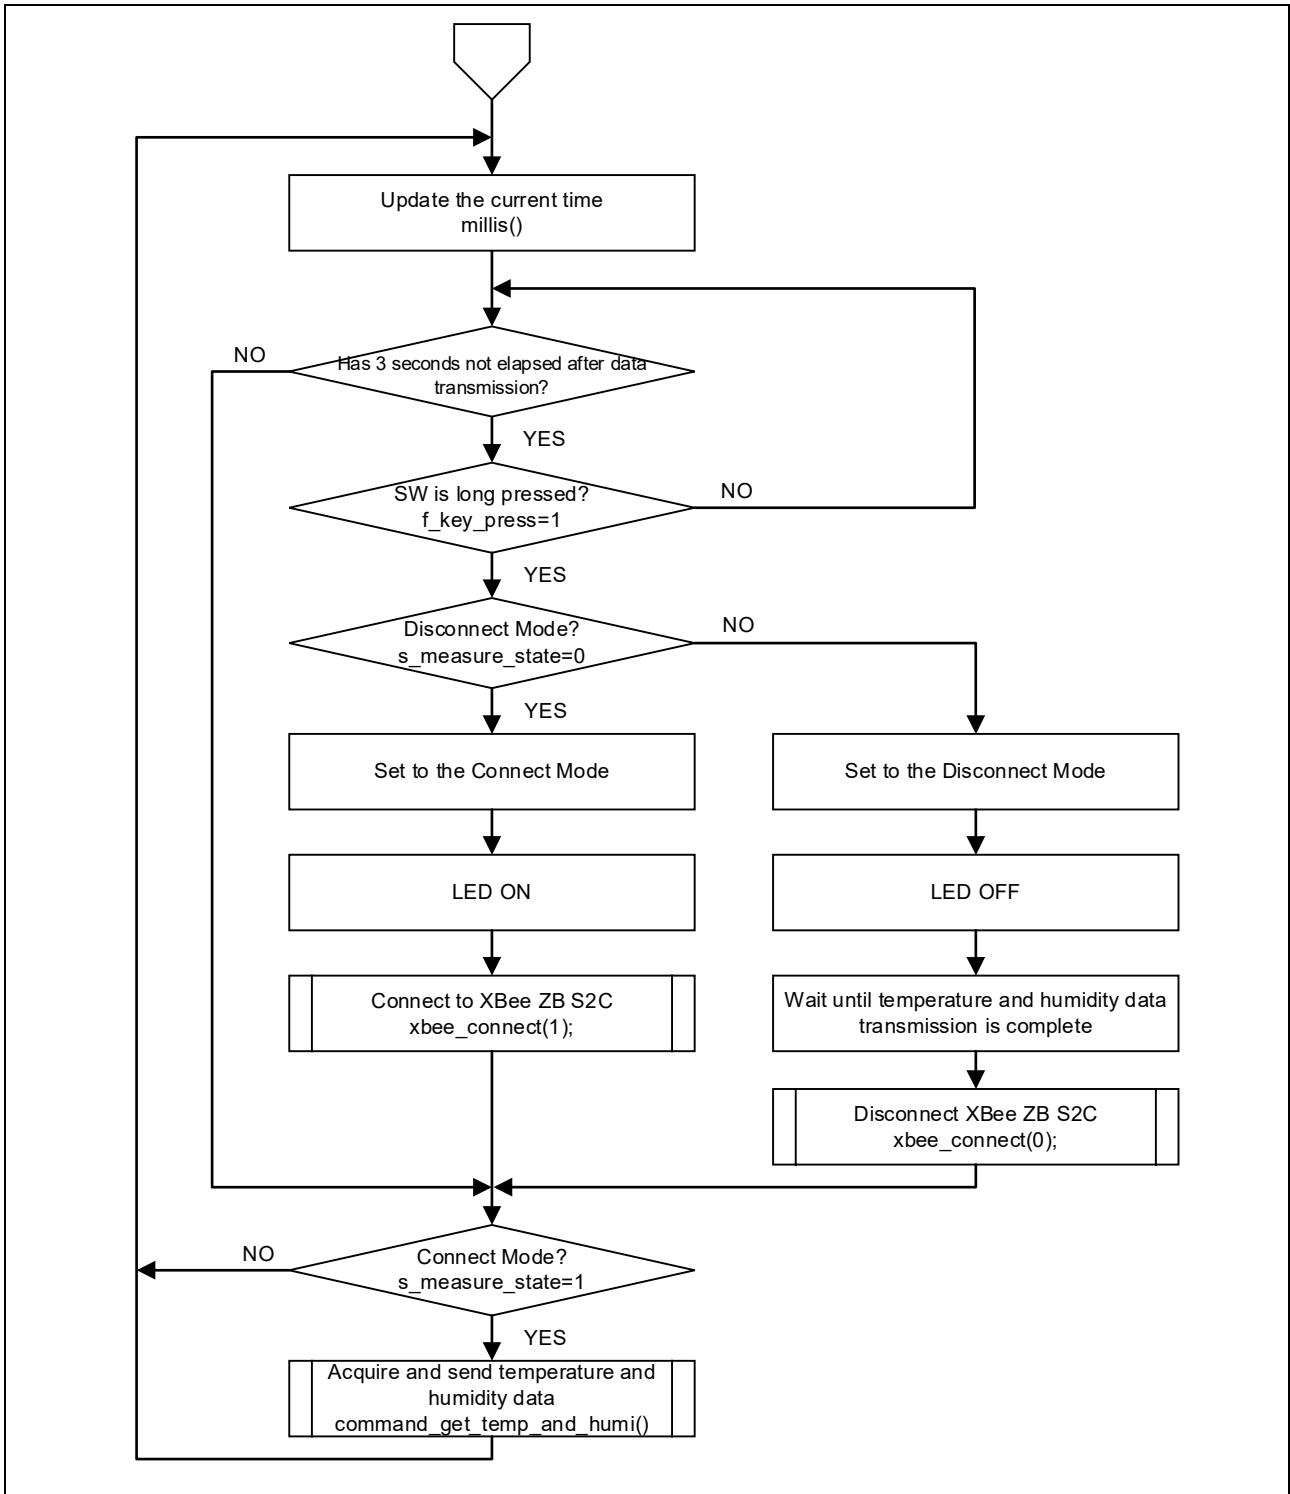 Update the current time
millis()
NO
Has 3 seconds not elapsed after data
transmission?
YES
SW is long pressed?
f_key_press=1
NO
YES
Disconnect Mode?
s_measure_state=0
NO
YES
Set to the Connect Mode
Set to the Disconnect Mode
LED ON
LED OFF
Connect to XBee ZB S2C
xbee_connect(1);
Wait until temperature and humidity data
transmission is complete
Disconnect XBee ZB S2C
xbee_connect(0);
NO
Connect Mode?
s_measure_state=1
YES
Acquire and send temperature and
humidity data
command_get_temp_and_humi()